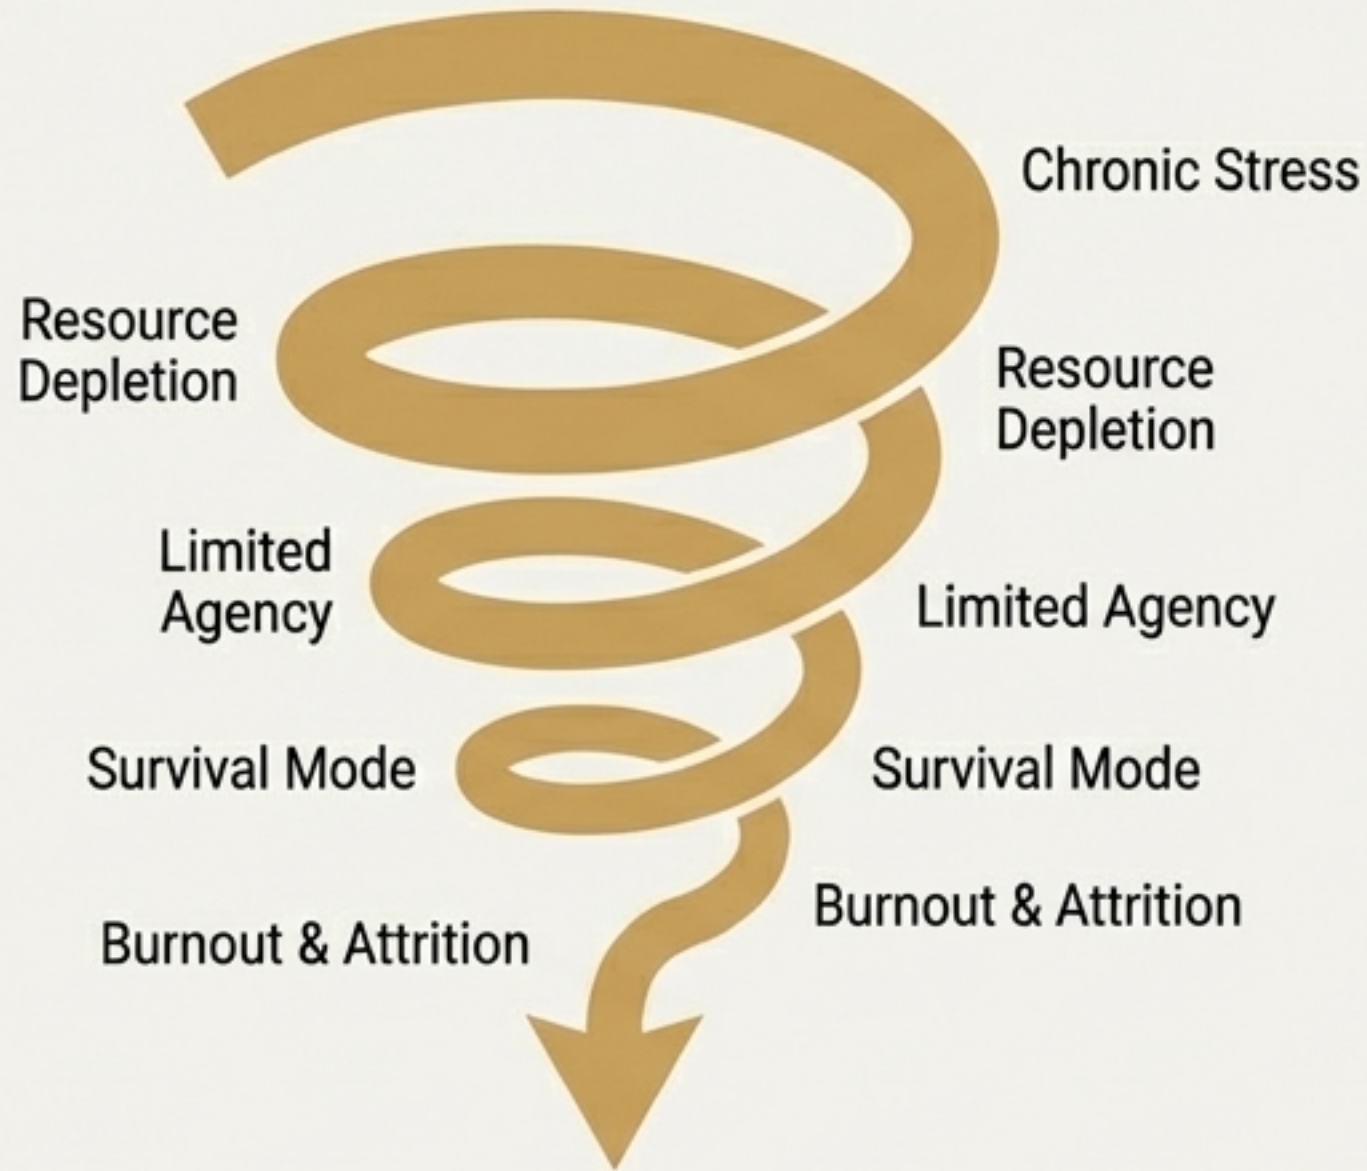 Chronic Stress
Resource
Depletion
Resource
Depletion
Limited
Agency
Limited Agency
Survival Mode
Survival Mode
Burnout & Attrition
Burnout & Attrition